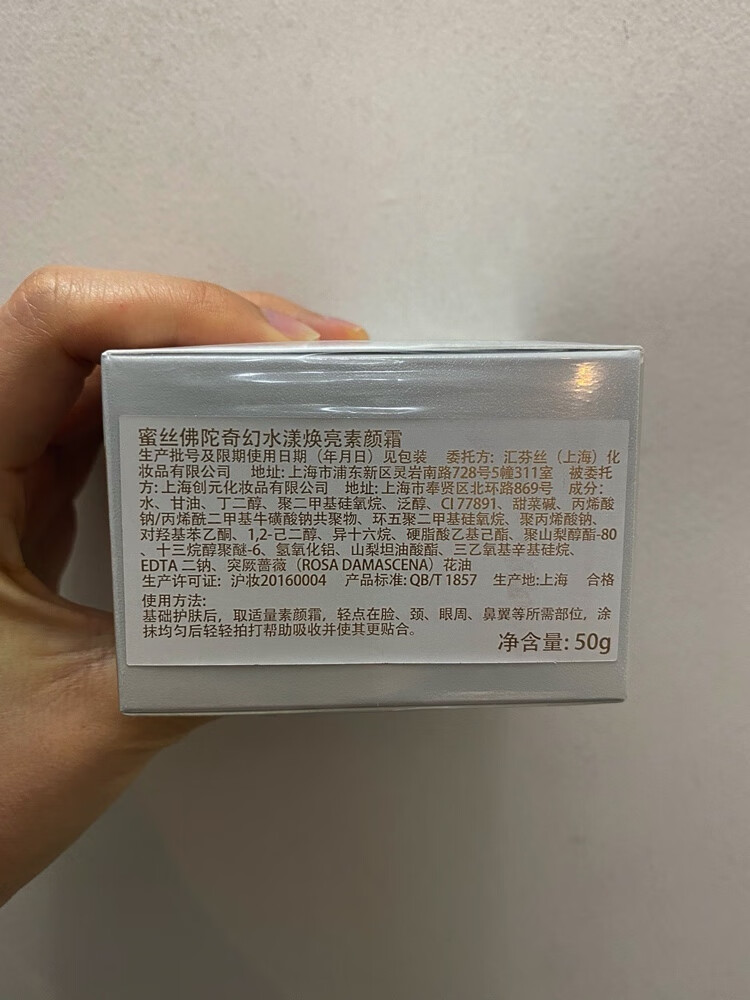 蜜丝佛陀奇幻水漾焕亮素颜霜
生产批号及限期使用日期（年月日）见包装 委托方: 汇芬丝（上海）化
妆品有限公司 地址: 上海市浦东新区灵岩南路728号5幢311室 被委托
方: 上海创元化妆品有限公司 地址: 上海市奉贤区北环路869号 成分:
水、甘油、丁二醇、聚二甲基硅氧烷、泛醇、CI 77891、甜菜碱、丙烯酸
钠/丙烯酰二甲基牛磺酸钠共聚物、环五聚二甲基硅氧烷、聚丙烯酸钠、
对羟基苯乙酮、1,2-己二醇、异十六烷、硬脂酸乙基己酯、聚山梨醇酯-80
、十三烷醇聚醚-6、氢氧化铝、山梨坦油酸酯、三乙氧基辛基硅烷、
EDTA 二钠、突厥蔷薇（ROSA DAMASCENA）花油
生产许可证: 沪妆20160004 产品标准: QB/T 1857 生产地:上海 合格
使用方法:
基础护肤后，取适量素颜霜，轻点在脸、颈、眼周、鼻翼等所需部位，涂
抹均匀后轻轻拍打帮助吸收并使其更贴合。
净含量: 50g